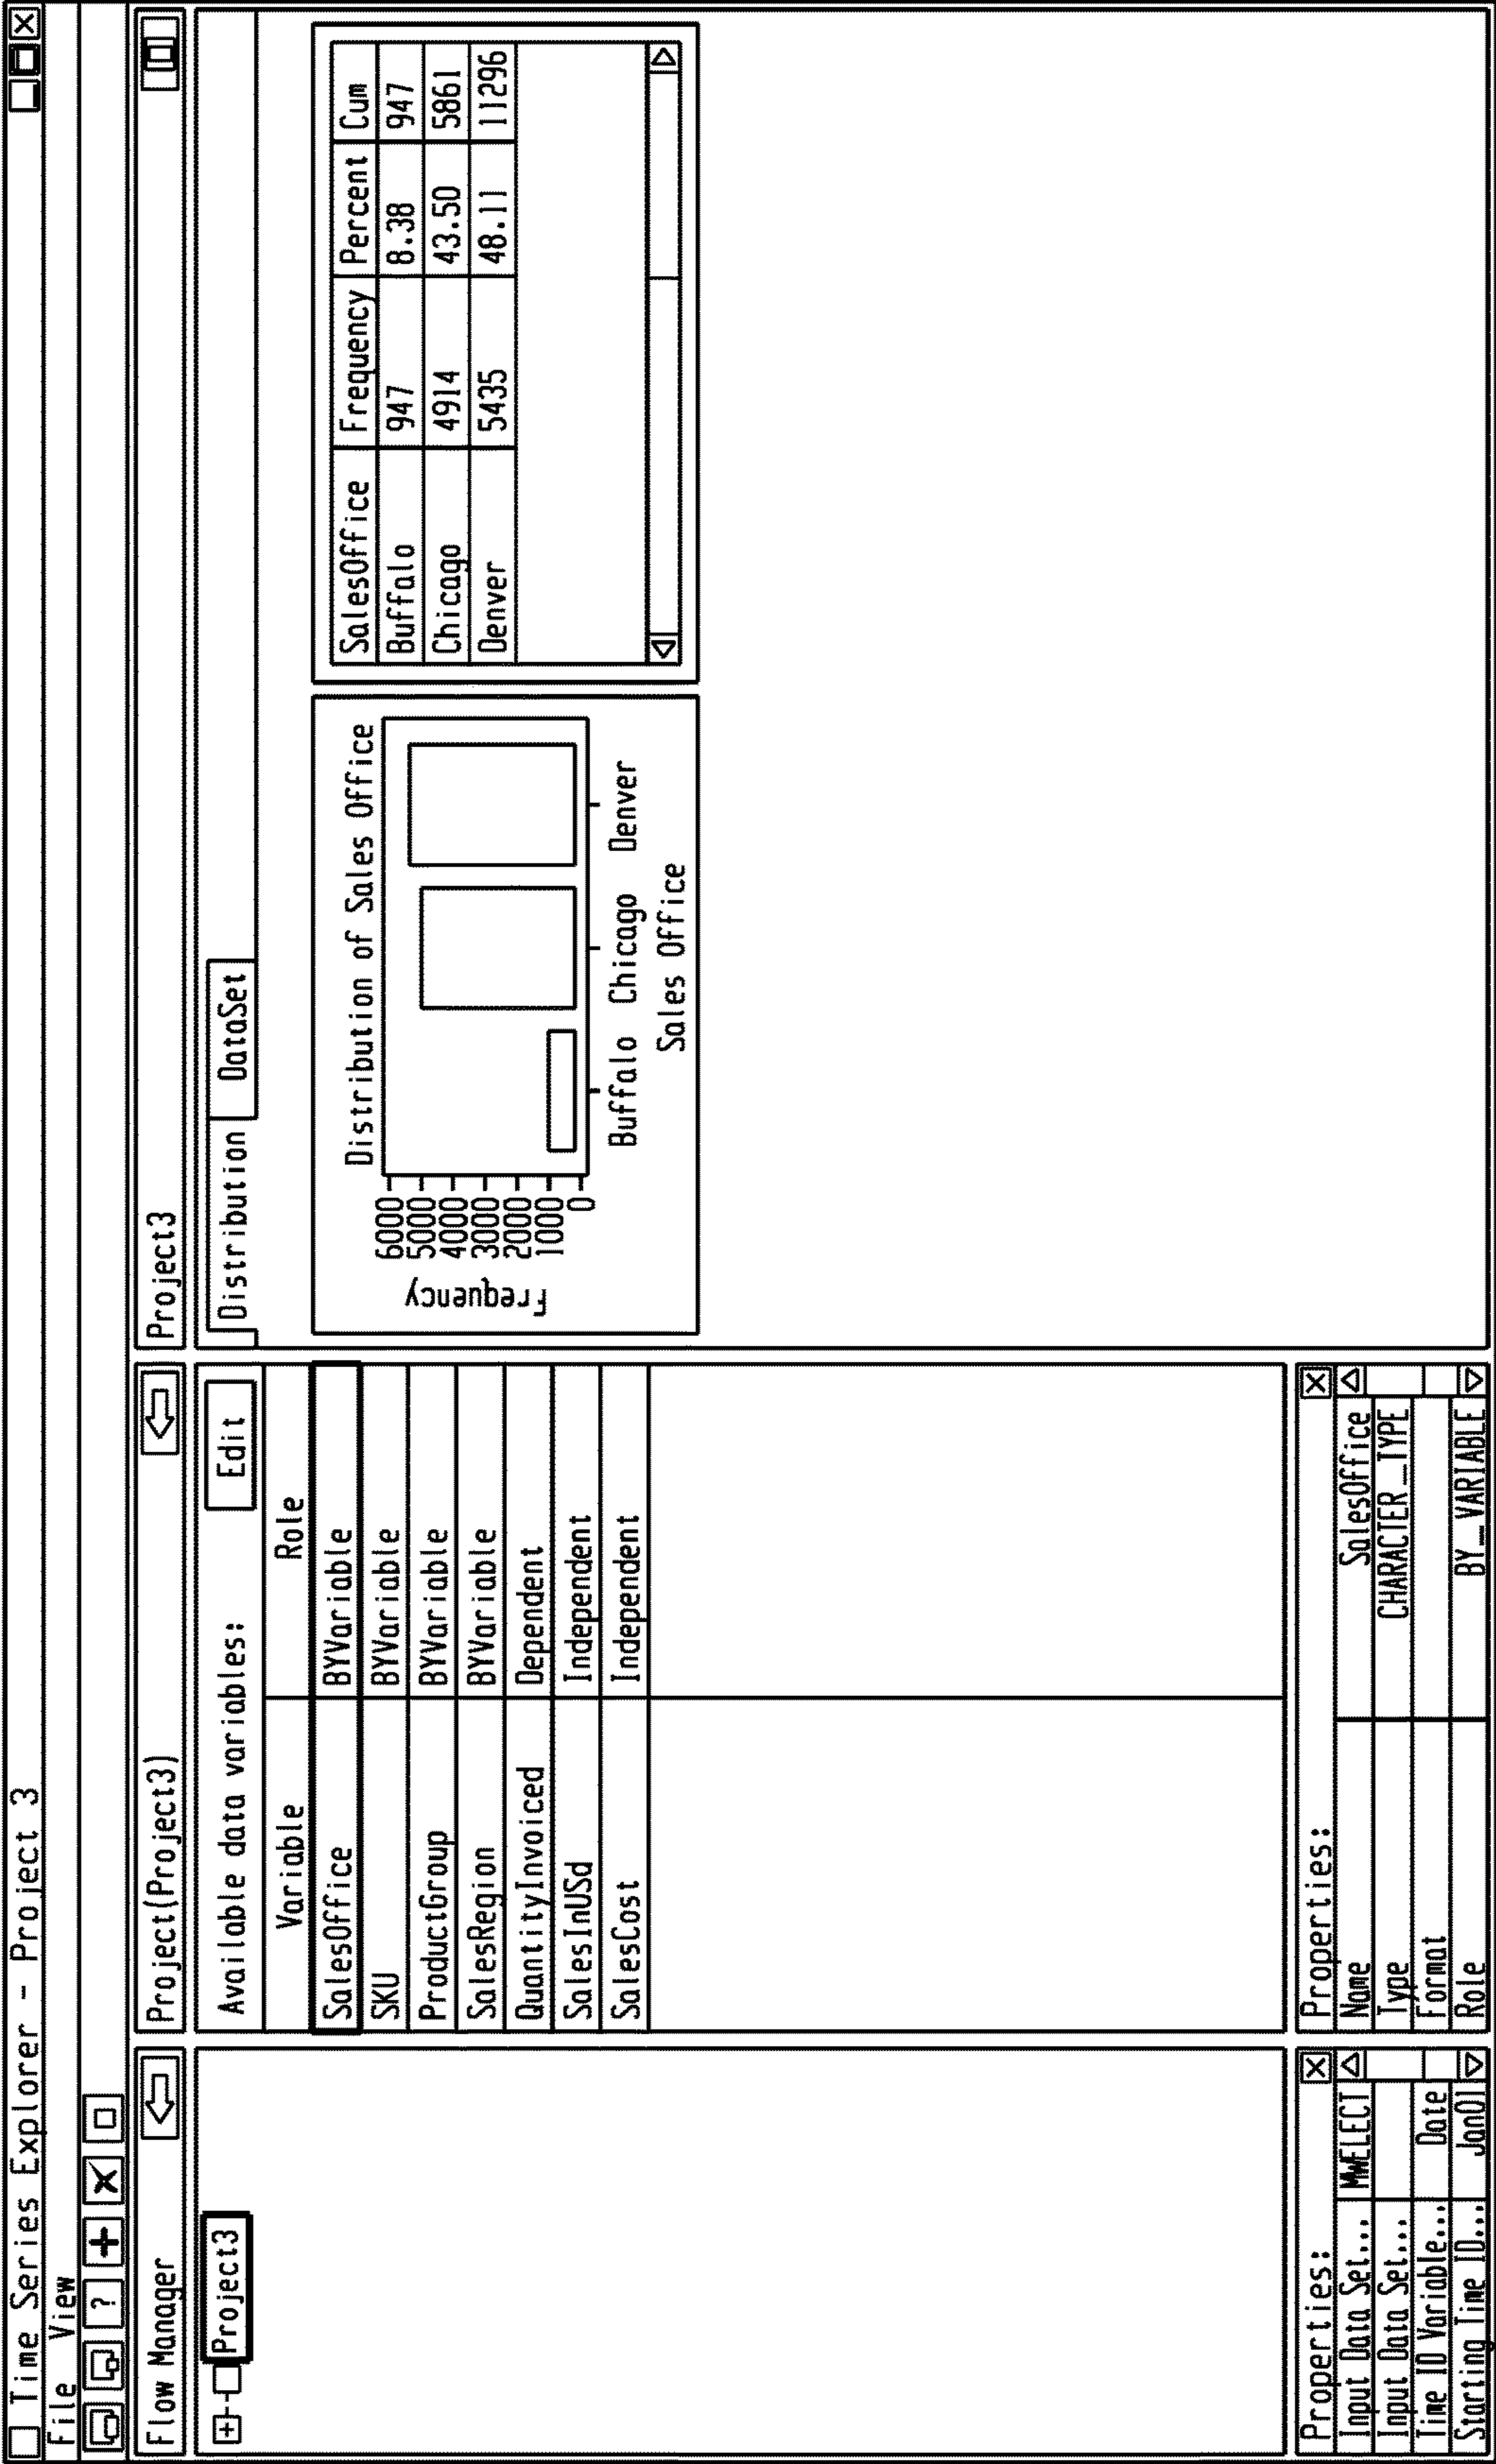 Time Series Explorer - Project 3
File View
?
Flow Manager
Project3
Properties:
Input Data Set... MWELECT
Input Data Set...
Time ID Variable... Date
Starting Time ID... Jan01
Project(Project3)
Available data variables: Edit
Variable Role
SalesOffice BYVariable
SKU BYVariable
ProductGroup BYVariable
SalesRegion BYVariable
QuantityInvoiced Dependent
SalesInUSd Independent
SalesCost Independent
Properties:
Name SalesOffice
Type CHARACTER_TYPE
Format
Role BY_VARIABLE
Project3
Distribution DataSet
Distribution of Sales Office
Frequency
6000
5000
4000
3000
2000
1000
0
Buffalo Chicago Denver
Sales Office
SalesOffice Frequency Percent Cum
Buffalo 947 8.38 947
Chicago 4914 43.50 5861
Denver 5435 48.11 11296